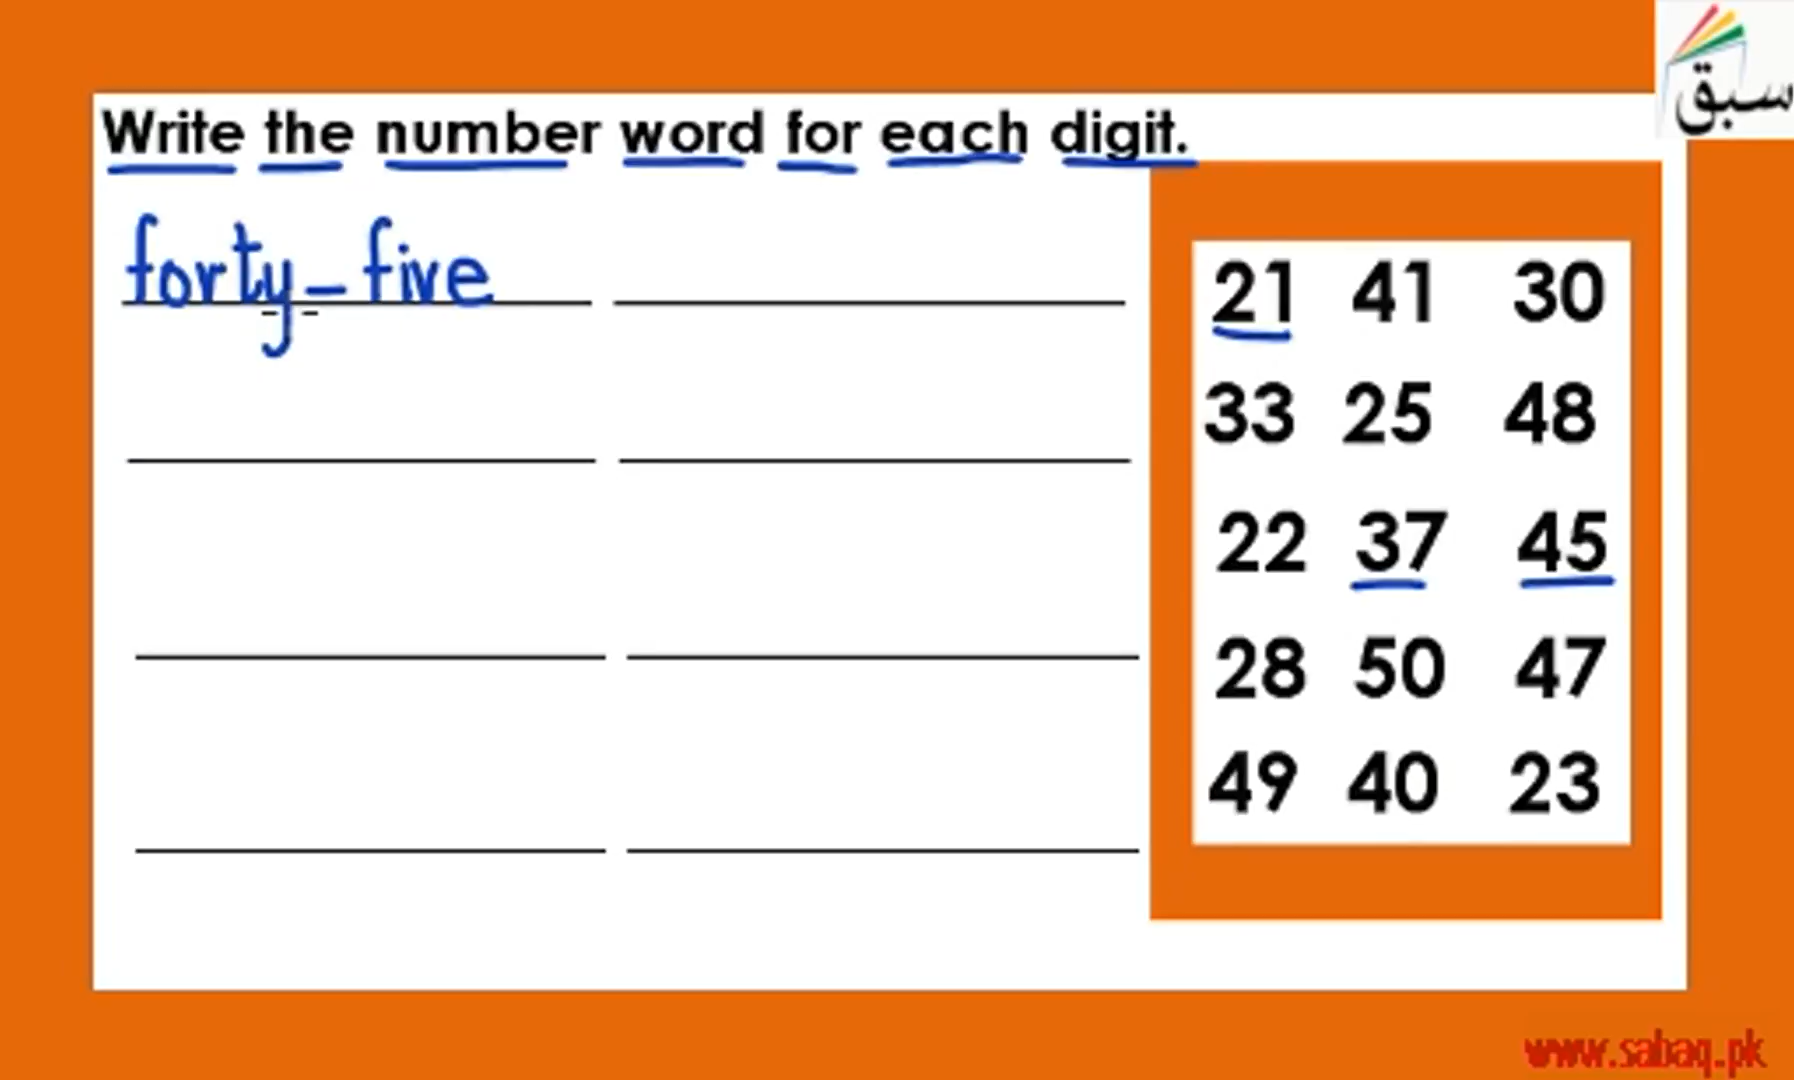 سبق
Write the number word for each digit.
forty-five
21 41 30
33 25 48
22 37 45
28 50 47
49 40 23
www.sabaq.pk